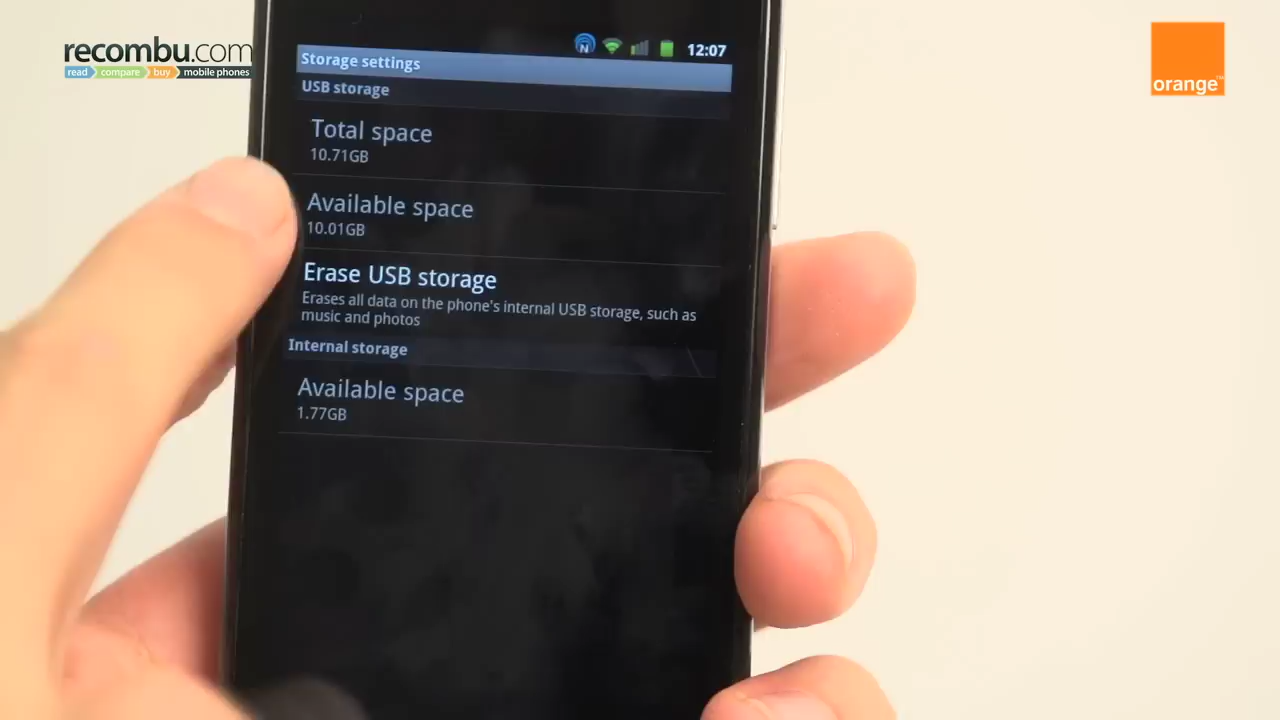 recombu.com
read compare buy mobile phones
orange™
N 12:07
Storage settings
USB storage
Total space
10.71GB
Available space
10.01GB
Erase USB storage
Erases all data on the phone's internal USB storage, such as
music and photos
Internal storage
Available space
1.77GB